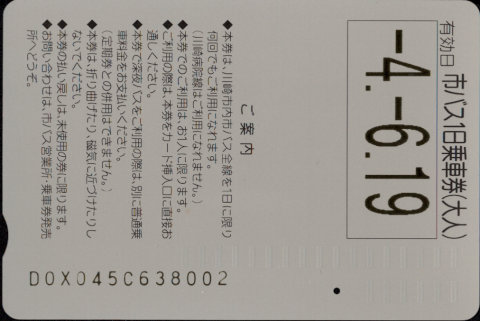 有効日 市バス1日乗車券(大人)
-4.-6.19
ご案内
◆本券は、川崎市内市バス全線を1日に限り
何回でもご利用になれます。
(川崎病院線はご利用になれません。)
◆本券でのご利用は、お1人に限ります。
◆ご利用の際は、本券をカード挿入口に直接お
通しください。
◆本券で深夜バスをご利用の際は、別に普通乗
車料金をお支払いください。
(定期券との併用はできません。)
◆本券は、折り曲げたり、磁気に近づけたりし
ないでください。
◆本券の払い戻しは、未使用の券に限ります。
◆お問い合わせは、市バス営業所・乗車券発売
所へどうぞ。
DOX045C638002